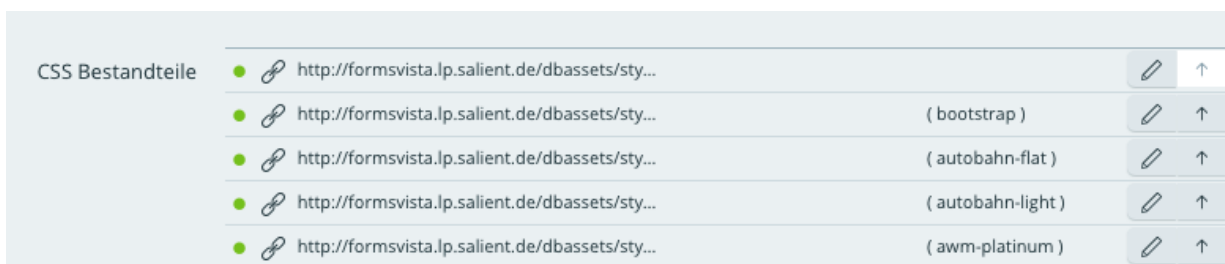 CSS Bestandteile
http://formsvista.lp.salient.de/dbassets/sty...
http://formsvista.lp.salient.de/dbassets/sty... ( bootstrap )
http://formsvista.lp.salient.de/dbassets/sty... ( autobahn-flat )
http://formsvista.lp.salient.de/dbassets/sty... ( autobahn-light )
http://formsvista.lp.salient.de/dbassets/sty... ( awm-platinum )